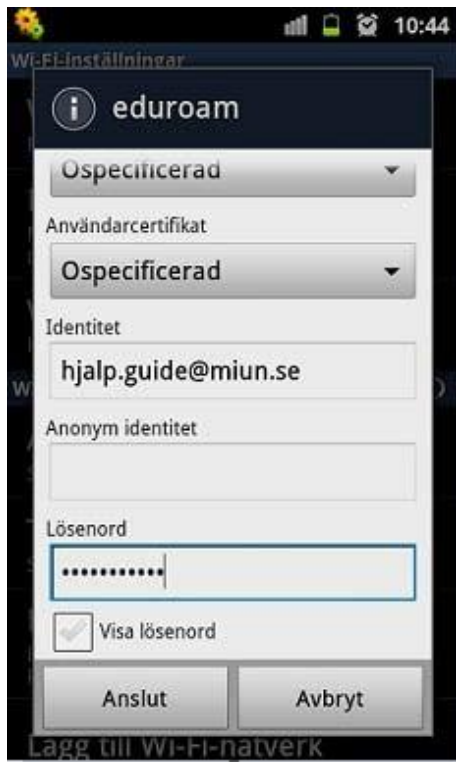 10:44
Wi-Fi-inställningar
eduroam
Ospecificerad
Användarcertifikat
Ospecificerad
Identitet
hjalp.guide@miun.se
Anonym identitet
Lösenord
•••••••••••
Visa lösenord
Anslut Avbryt
Lägg till Wi-Fi-nätverk